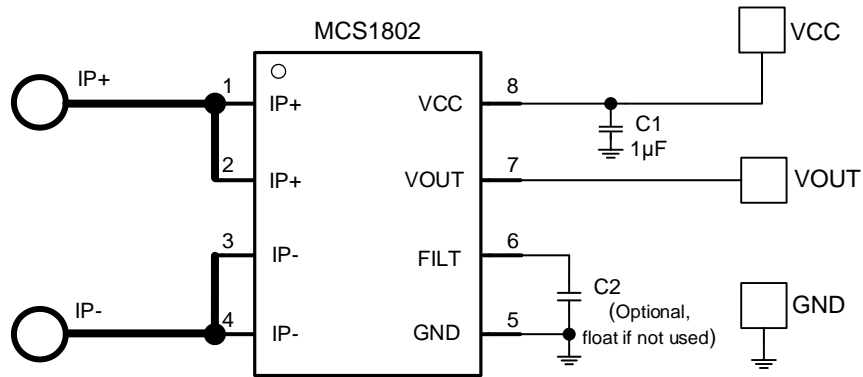 MCS1802
VCC
IP+
1
IP+
VCC
8
C1
1µF
2
IP+
VOUT
7
VOUT
3
IP-
FILT
6
IP-
C2
(Optional,
float if not used)
GND
4
IP-
GND
5